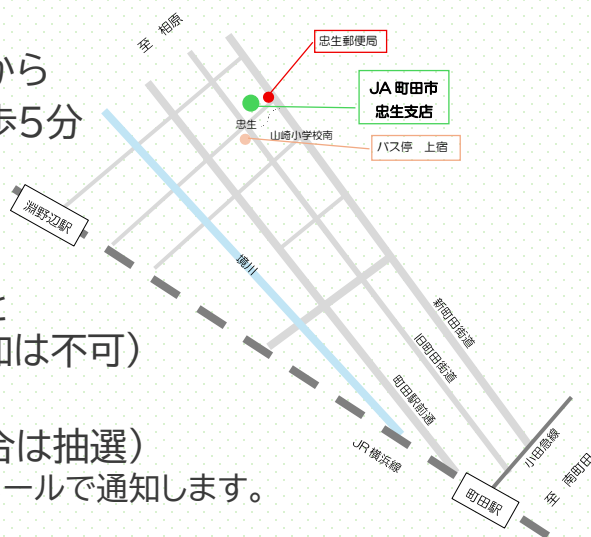 から
歩5分
と
加は不可）
合は抽選）
ールで通知します。
至 相原
忠生郵便局
JA 町田市
忠生支店
忠生
山崎小学校南
バス停 上宿
淵野辺駅
境川
新町田街道
旧町田街道
町田駅前通
JR横浜線
小田急線
町田駅
至 南町田